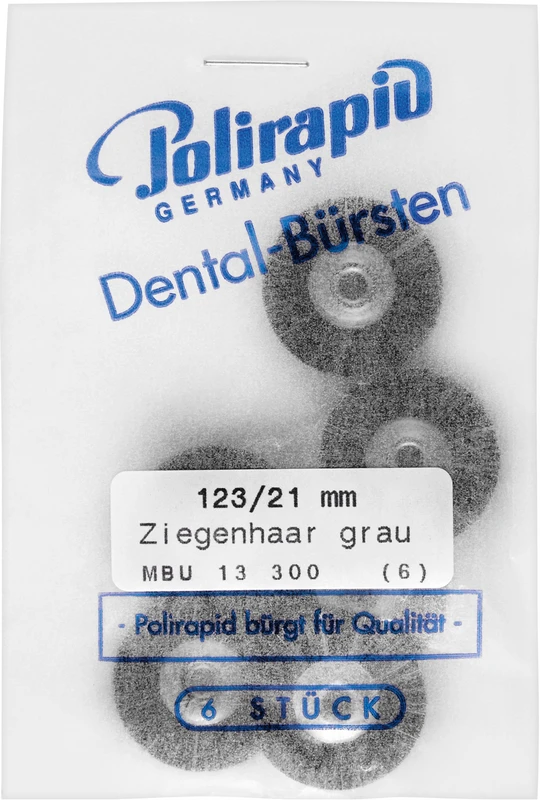 Polirapid
GERMANY
Dental-Bürsten
123/21 mm
Ziegenhaar grau
MBU 13 300 (6)
- Polirapid bürgt für Qualität -
6 STÜCK